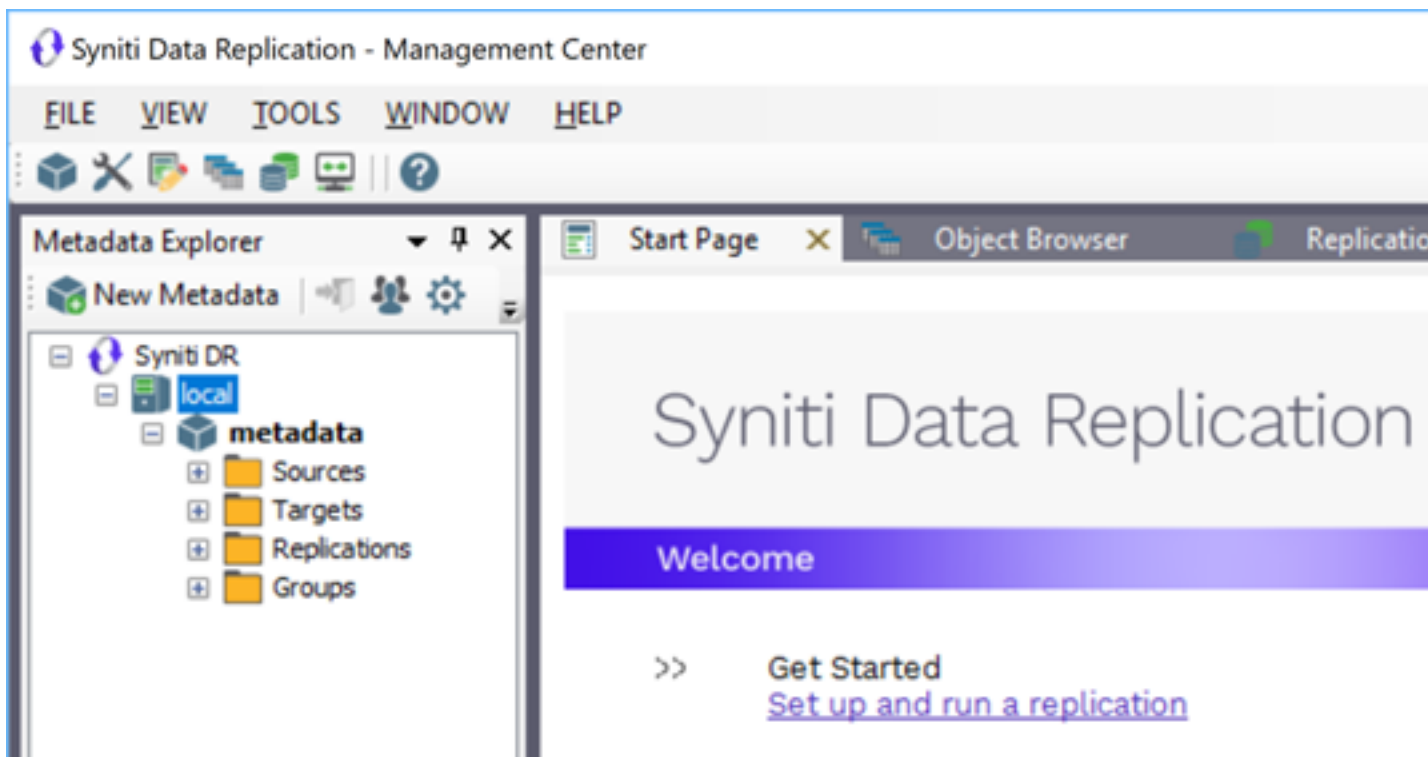 Syniti Data Replication - Management Center
FILE VIEW TOOLS WINDOW HELP
Metadata Explorer
Start Page
Object Browser
New Metadata
Syniti DR
local
metadata
Sources
Targets
Replications
Groups
Syniti Data Replication
Welcome
>> Get Started
Set up and run a replication